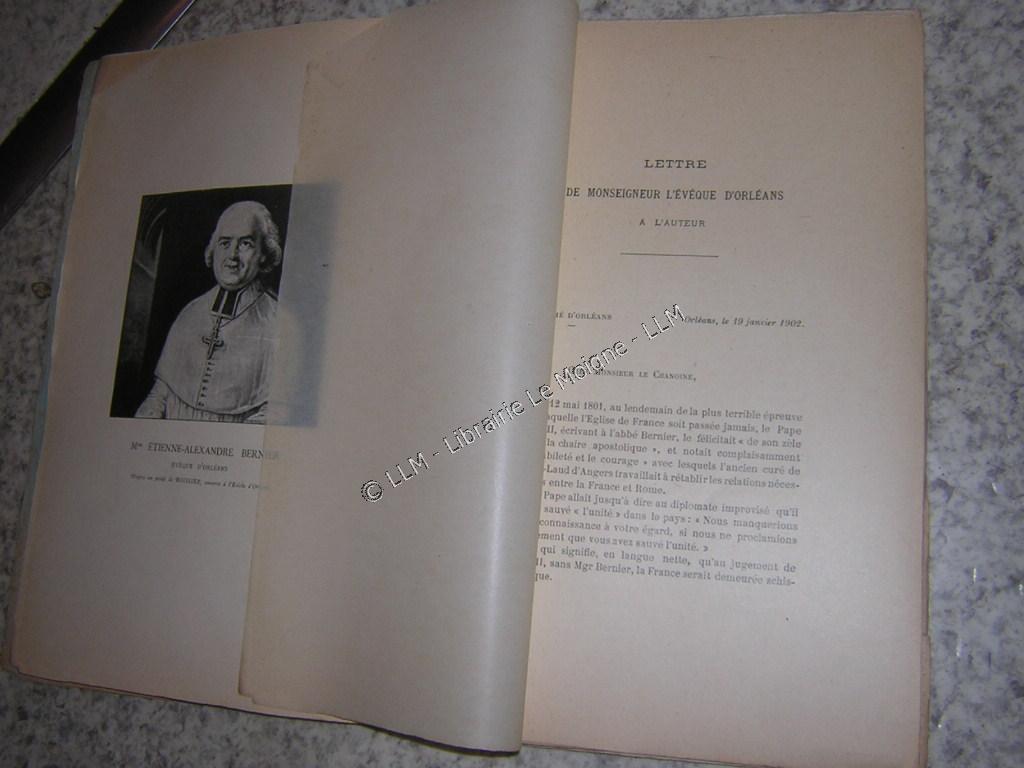 Mgr ETIENNE-ALEXANDRE BERNIER
ÉVÊQUE D'ORLÉANS
LETTRE
DE MONSEIGNEUR L'ÉVÊQUE D'ORLÉANS
A L'AUTEUR
HÉ D'ORLÉANS
Orléans, le 19 janvier 1902.
MONSIEUR LE CHANOINE,
12 mai 1801, au lendemain de la plus terrible épreuve
aquelle l'Eglise de France soit passée jamais, le Pape
II, écrivant à l'abbé Bernier, le félicitait « de son zèle
la chaire apostolique », et notait complaisamment
bileté et le courage » avec lesquels l'ancien curé de
-Laud d'Angers travaillait à rétablir les relations néces-
s entre la France et Rome.
Pape allait jusqu'à dire au diplomate improvisé qu'il
sauvé « l'unité » dans le pays : « Nous manquerions
connaissance à votre égard, si nous ne proclamions
ement que vous avez sauvé l'unité. »
qui signifie, en langue nette, qu'au jugement de
II, sans Mgr Bernier, la France serait demeurée schis-
que.
© LLM - Librairie Le Moigne - LLM